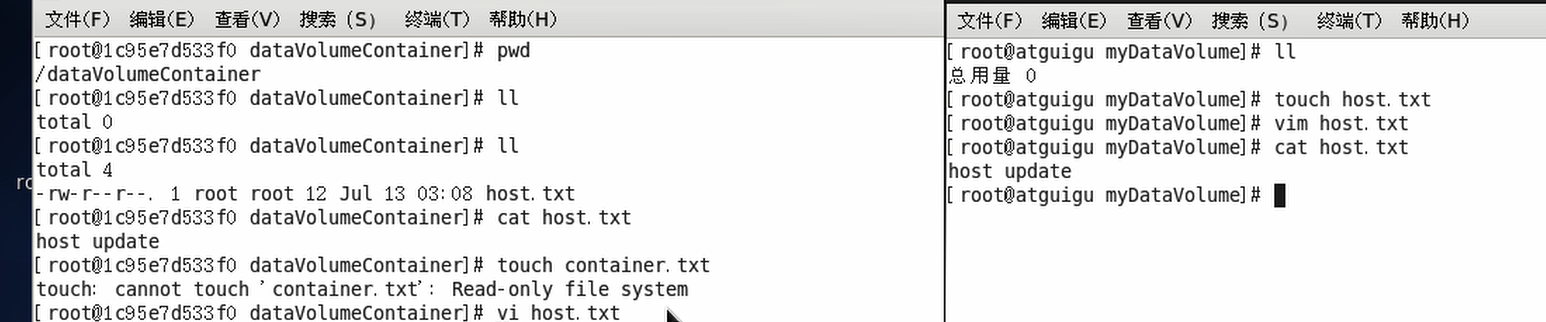 文件(F) 编辑(E) 查看(V) 搜索 (S) 终端(T) 帮助(H)
[root@1c95e7d533f0 dataVolumeContainer]# pwd
/dataVolumeContainer
[root@1c95e7d533f0 dataVolumeContainer]# ll
total 0
[root@1c95e7d533f0 dataVolumeContainer]# ll
total 4
-rw-r--r--. 1 root root 12 Jul 13 03:08 host.txt
[root@1c95e7d533f0 dataVolumeContainer]# cat host.txt
host update
[root@1c95e7d533f0 dataVolumeContainer]# touch container.txt
touch: cannot touch 'container.txt': Read-only file system
[root@1c95e7d533f0 dataVolumeContainer]# vi host.txt
文件(F) 编辑(E) 查看(V) 搜索 (S) 终端(T) 帮助(H)
[root@atguigu myDataVolume]# ll
总用量 0
[root@atguigu myDataVolume]# touch host.txt
[root@atguigu myDataVolume]# vim host.txt
[root@atguigu myDataVolume]# cat host.txt
host update
[root@atguigu myDataVolume]#